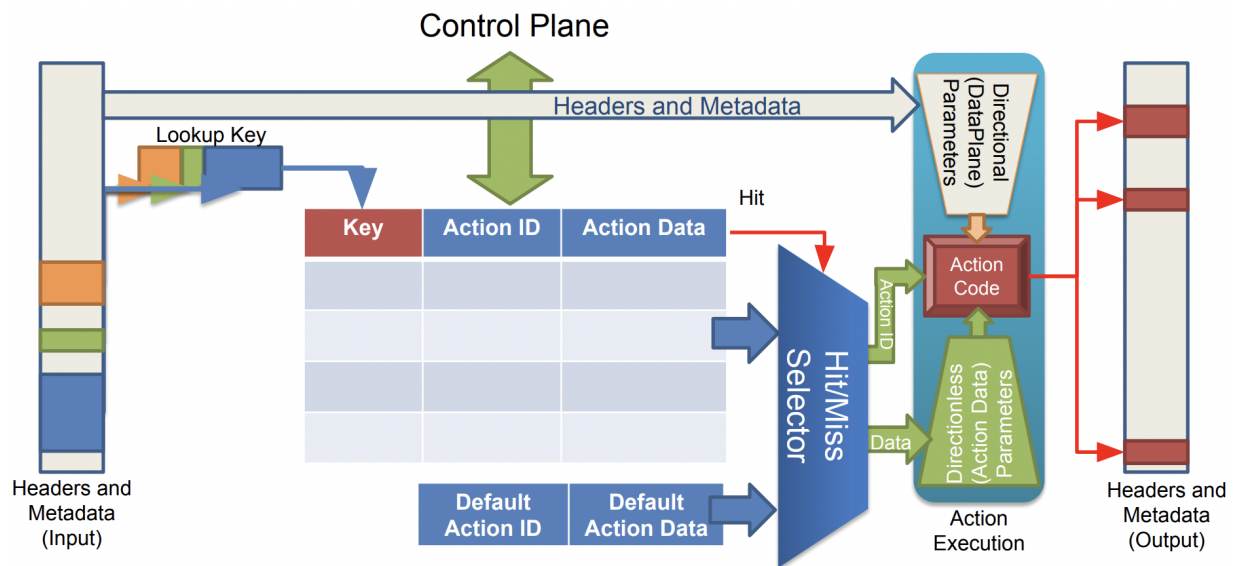 Control Plane
Headers and Metadata
Lookup Key
Hit
Key
Action ID
Action Data
Directional
(DataPlane)
Parameters
Action
Code
Action ID
Hit/Miss
Selector
Data
Directionless
(Action Data)
Parameters
Default
Action ID
Default
Action Data
Headers and
Metadata
(Input)
Action
Execution
Headers and
Metadata
(Output)